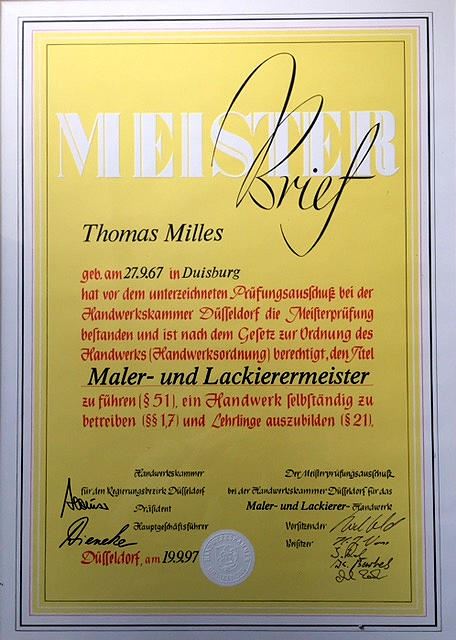 MEISTER
Brief
Thomas Milles
geb. am 27.9.67 in Duisburg
hat vor dem unterzeichneten Prüfungsausschuß bei der
Handwerkskammer Düsseldorf die Meisterprüfung
bestanden und ist nach dem Gesetz zur Ordnung des
Handwerks (Handwerksordnung) berechtigt, den Titel
Maler- und Lackierermeister
zu führen (§ 51), ein Handwerk selbständig zu
betreiben (§§ 1,7) und Lehrlinge auszubilden (§ 21).
Handwerkskammer
für den Regierungsbezirk Düsseldorf
Präsident
Hauptgeschäftsführer
Düsseldorf, am 19.9.97
Der Meisterprüfungsausschuß
bei der Handwerkskammer Düsseldorf für das
Maler- und Lackierer-Handwerk
Vorsitzender
Beisitzer